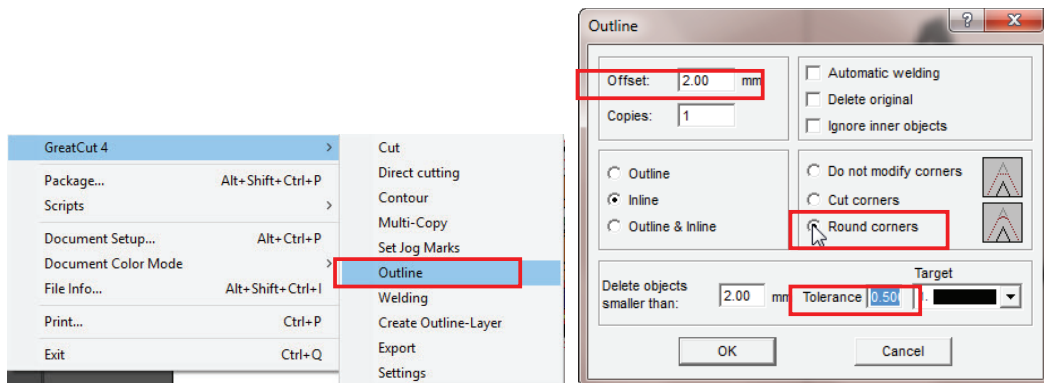 GreatCut 4 >
Package... Alt+Shift+Ctrl+P
Scripts >
Document Setup... Alt+Ctrl+P
Document Color Mode >
File Info... Alt+Shift+Ctrl+I
Print... Ctrl+P
Exit Ctrl+Q
Cut
Direct cutting
Contour
Multi-Copy
Set Jog Marks
Outline
Welding
Create Outline-Layer
Export
Settings
Outline
Offset: 2.00 mm
Copies: 1
Automatic welding
Delete original
Ignore inner objects
Outline
Inline
Outline & Inline
Do not modify corners
Cut corners
Round corners
Delete objects
smaller than: 2.00 mm
Tolerance 0.50
Target
OK
Cancel